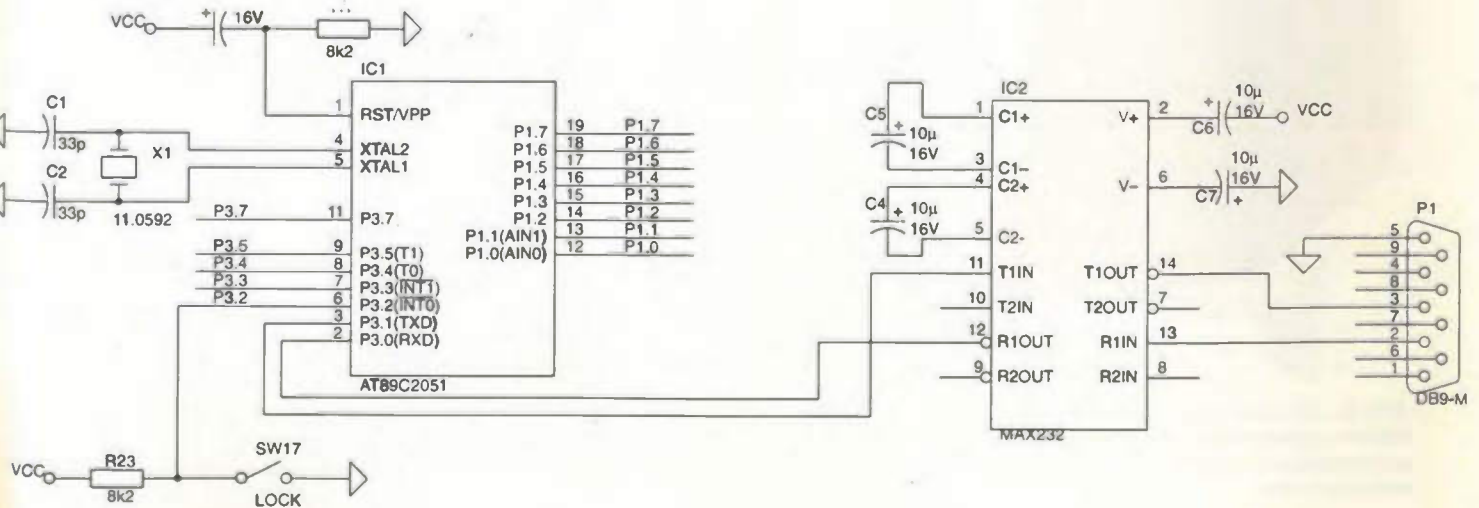 VCC
+
16V
8k2
IC1
C1
33p
X1
C2
33p
11.0592
1 RST/VPP
4 XTAL2
5 XTAL1
P3.7 11 P3.7
P3.5 9 P3.5(T1)
P3.4 8 P3.4(T0)
P3.3 7 P3.3(INT1)
P3.2 6 P3.2(INT0)
3 P3.1(TXD)
2 P3.0(RXD)
P1.7 19 P1.7
P1.6 18 P1.6
P1.5 17 P1.5
P1.4 16 P1.4
P1.3 15 P1.3
P1.2 14 P1.2
P1.1(AIN1) 13 P1.1
P1.0(AIN0) 12 P1.0
AT89C2051
VCC
R23
8k2
SW17
LOCK
IC2
C5
+ 10µ
16V
C4
+ 10µ
16V
1 C1+
3 C1-
4 C2+
5 C2-
11 T1IN
10 T2IN
12 R1OUT
9 R2OUT
V+ 2
V- 6
T1OUT 14
T2OUT 7
R1IN 13
R2IN 8
MAX232
10µ
+ 16V
C6
VCC
10µ
16V
C7 +
P1
5
9
4
8
3
7
2
6
1
DB9-M